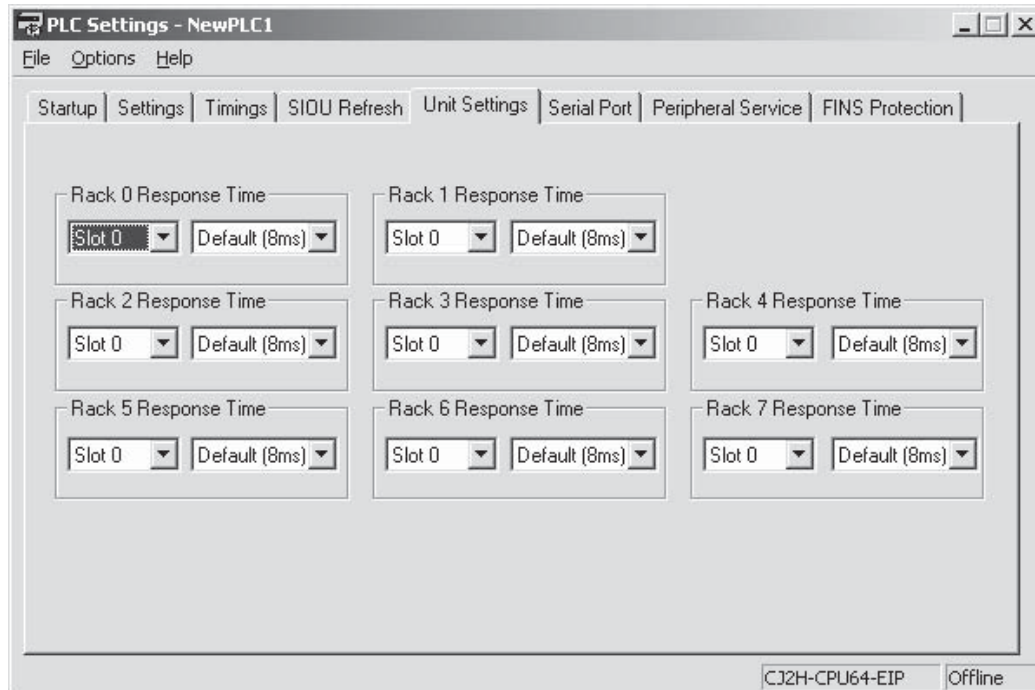 PLC Settings - NewPLC1
File Options Help
Startup Settings Timings SIOU Refresh Unit Settings Serial Port Peripheral Service FINS Protection
Rack 0 Response Time Rack 1 Response Time
Slot 0 Default (8ms) Slot 0 Default (8ms)
Rack 2 Response Time Rack 3 Response Time Rack 4 Response Time
Slot 0 Default (8ms) Slot 0 Default (8ms) Slot 0 Default (8ms)
Rack 5 Response Time Rack 6 Response Time Rack 7 Response Time
Slot 0 Default (8ms) Slot 0 Default (8ms) Slot 0 Default (8ms)
CJ2H-CPU64-EIP Offline